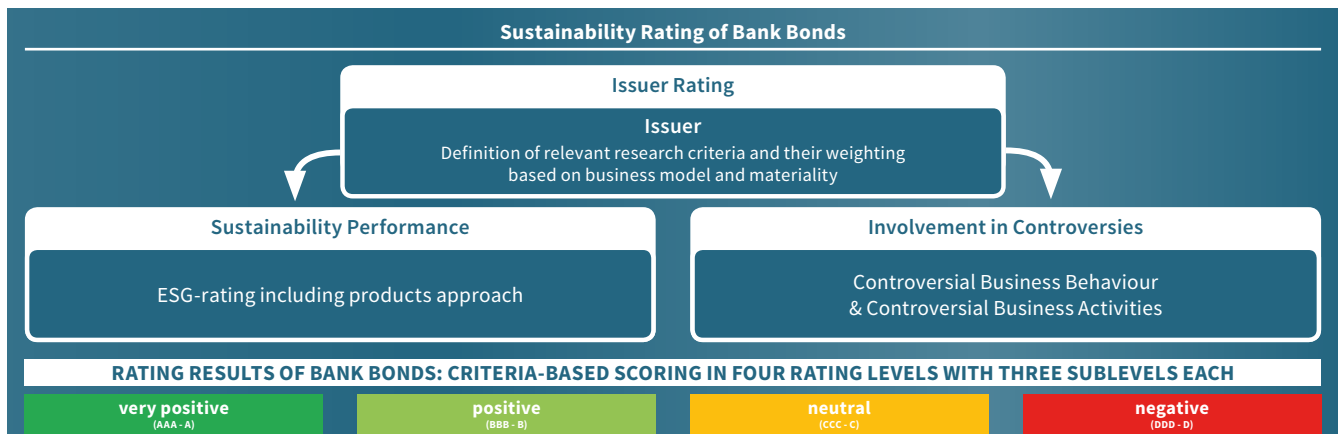 Sustainability Rating of Bank Bonds
Issuer Rating
Issuer
Definition of relevant research criteria and their weighting
based on business model and materiality
Sustainability Performance
ESG-rating including products approach
Involvement in Controversies
Controversial Business Behaviour
& Controversial Business Activities
RATING RESULTS OF BANK BONDS: CRITERIA-BASED SCORING IN FOUR RATING LEVELS WITH THREE SUBLEVELS EACH
very positive
(AAA - A)
positive
(BBB - B)
neutral
(CCC - C)
negative
(DDD - D)